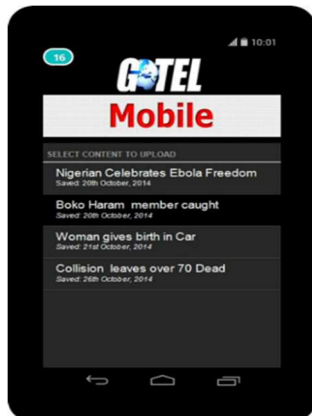 10:01
16
GOTEL
Mobile
SELECT CONTENT TO UPLOAD
Nigerian Celebrates Ebola Freedom
Saved: 20th October, 2014
Boko Haram member caught
Saved: 20th October, 2014
Woman gives birth in Car
Saved: 21st October, 2014
Collision leaves over 70 Dead
Saved: 26th October, 2014